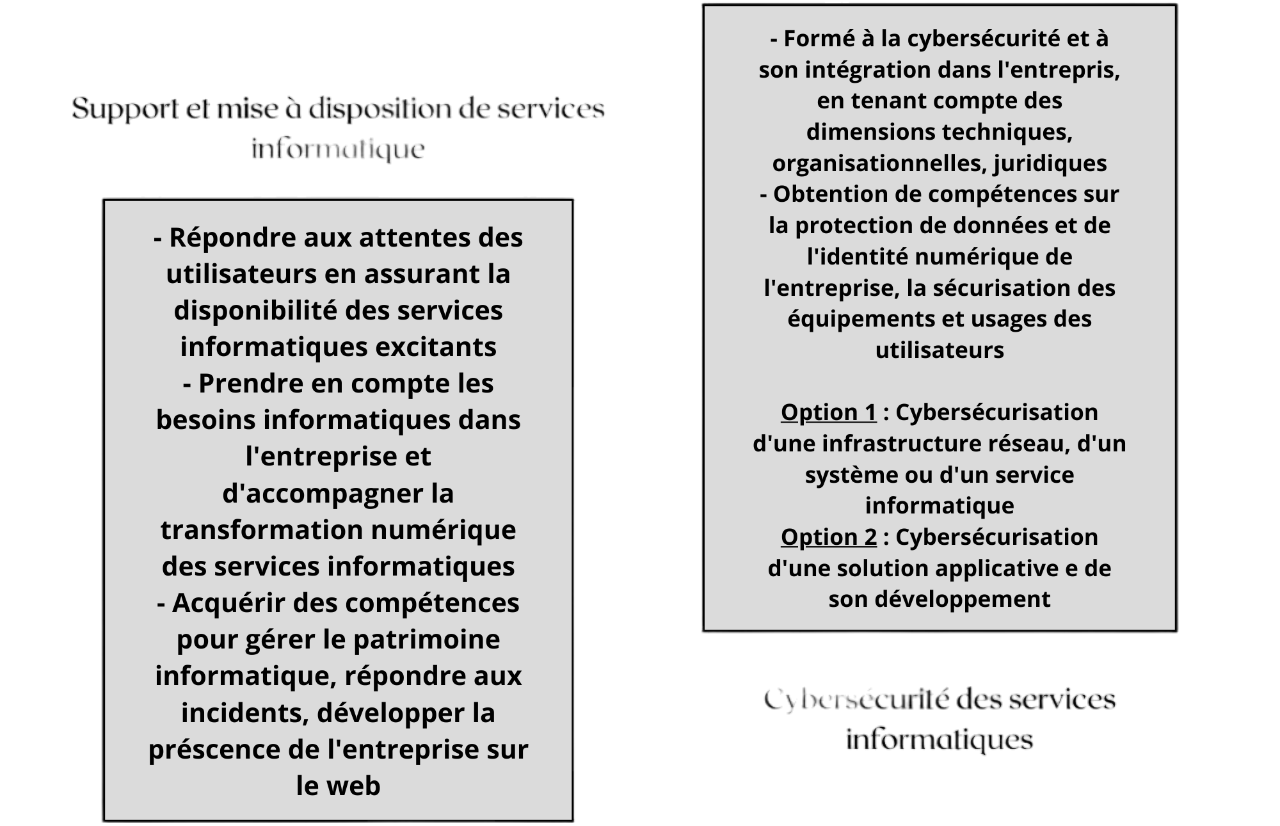 Support et mise à disposition de services
informatique
- Répondre aux attentes des
utilisateurs en assurant la
disponibilité des services
informatiques excitants
- Prendre en compte les
besoins informatiques dans
l'entreprise et
d'accompagner la
transformation numérique
des services informatiques
- Acquérir des compétences
pour gérer le patrimoine
informatique, répondre aux
incidents, développer la
préscence de l'entreprise sur
le web
- Formé à la cybersécurité et à
son intégration dans l'entrepris,
en tenant compte des
dimensions techniques,
organisationnelles, juridiques
- Obtention de compétences sur
la protection de données et de
l'identité numérique de
l'entreprise, la sécurisation des
équipements et usages des
utilisateurs
Option 1 : Cybersécurisation
d'une infrastructure réseau, d'un
système ou d'un service
informatique
Option 2 : Cybersécurisation
d'une solution applicative e de
son développement
Cybersécurité des services
informatiques